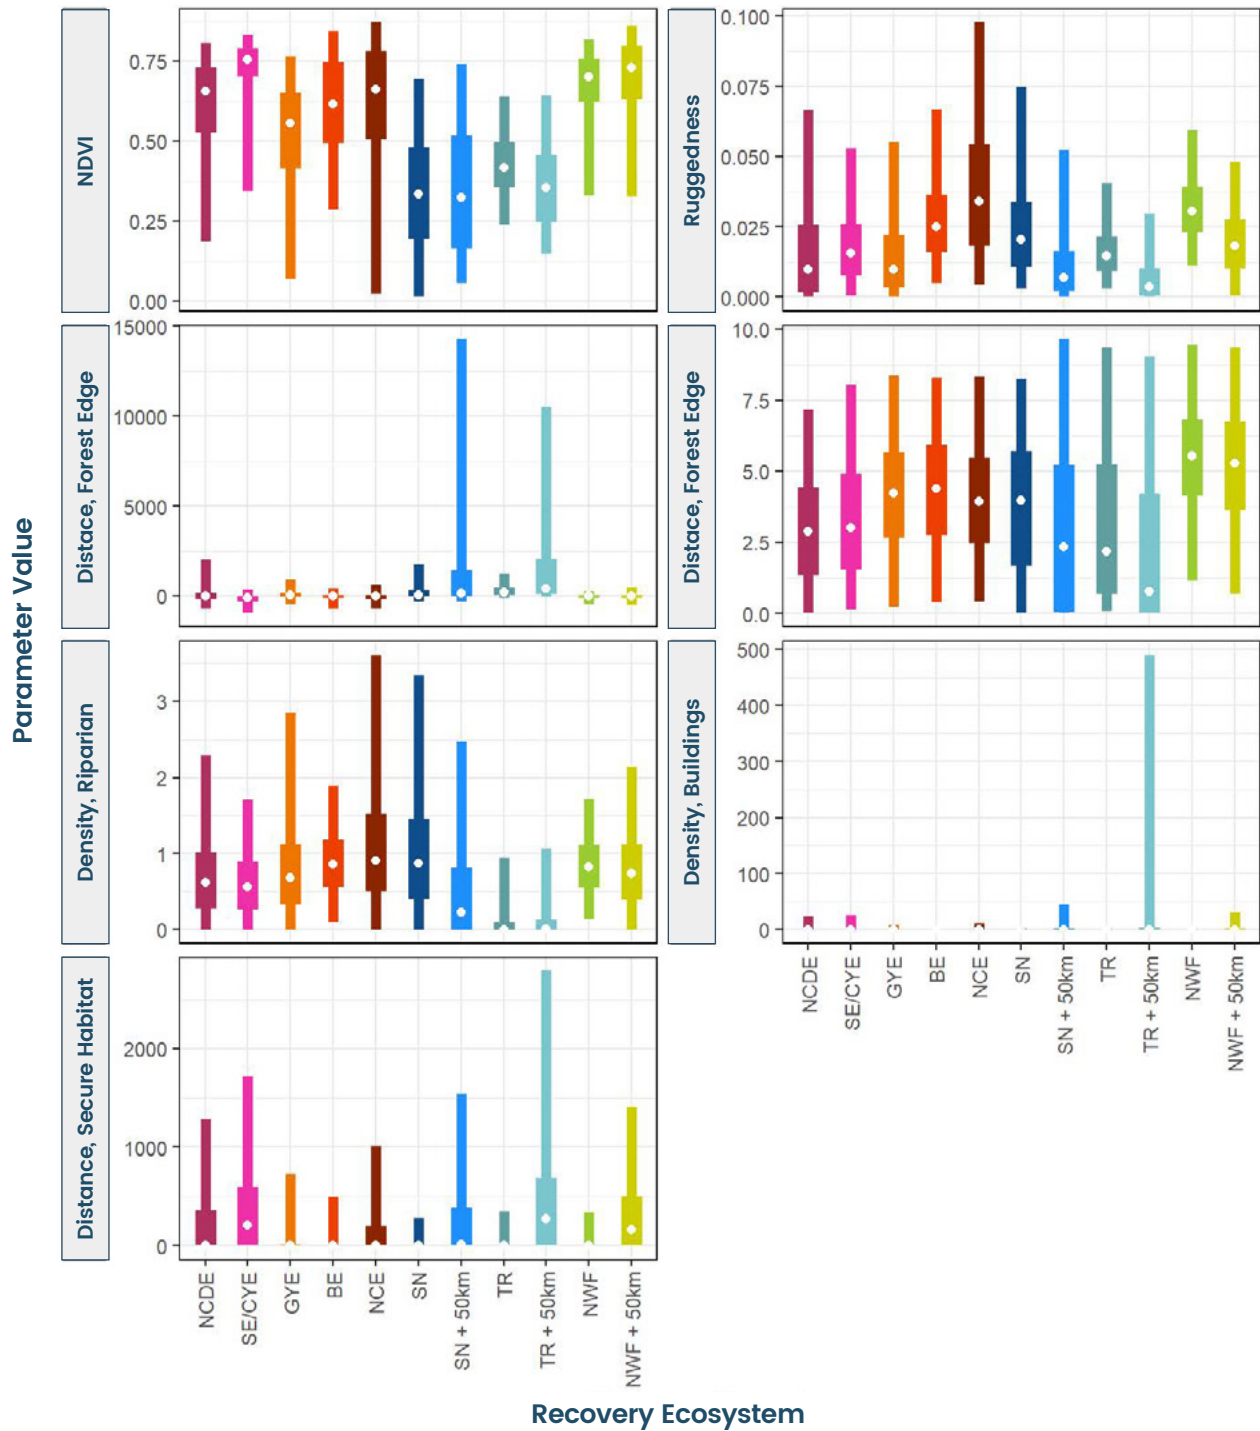 Parameter Value
NDVI
0.75
0.50
0.25
0.00
Ruggedness
0.100
0.075
0.050
0.025
0.000
Distace, Forest Edge
15000
10000
5000
0
Distace, Forest Edge
10.0
7.5
5.0
2.5
0.0
Density, Riparian
3
2
1
0
Density, Buildings
500
400
300
200
100
0
NCDE
SE/CYE
GYE
BE
NCE
SN
SN + 50km
TR
TR + 50km
NWF
NWF + 50km
Distance, Secure Habitat
2000
1000
0
NCDE
SE/CYE
GYE
BE
NCE
SN
SN + 50km
TR
TR + 50km
NWF
NWF + 50km
Recovery Ecosystem